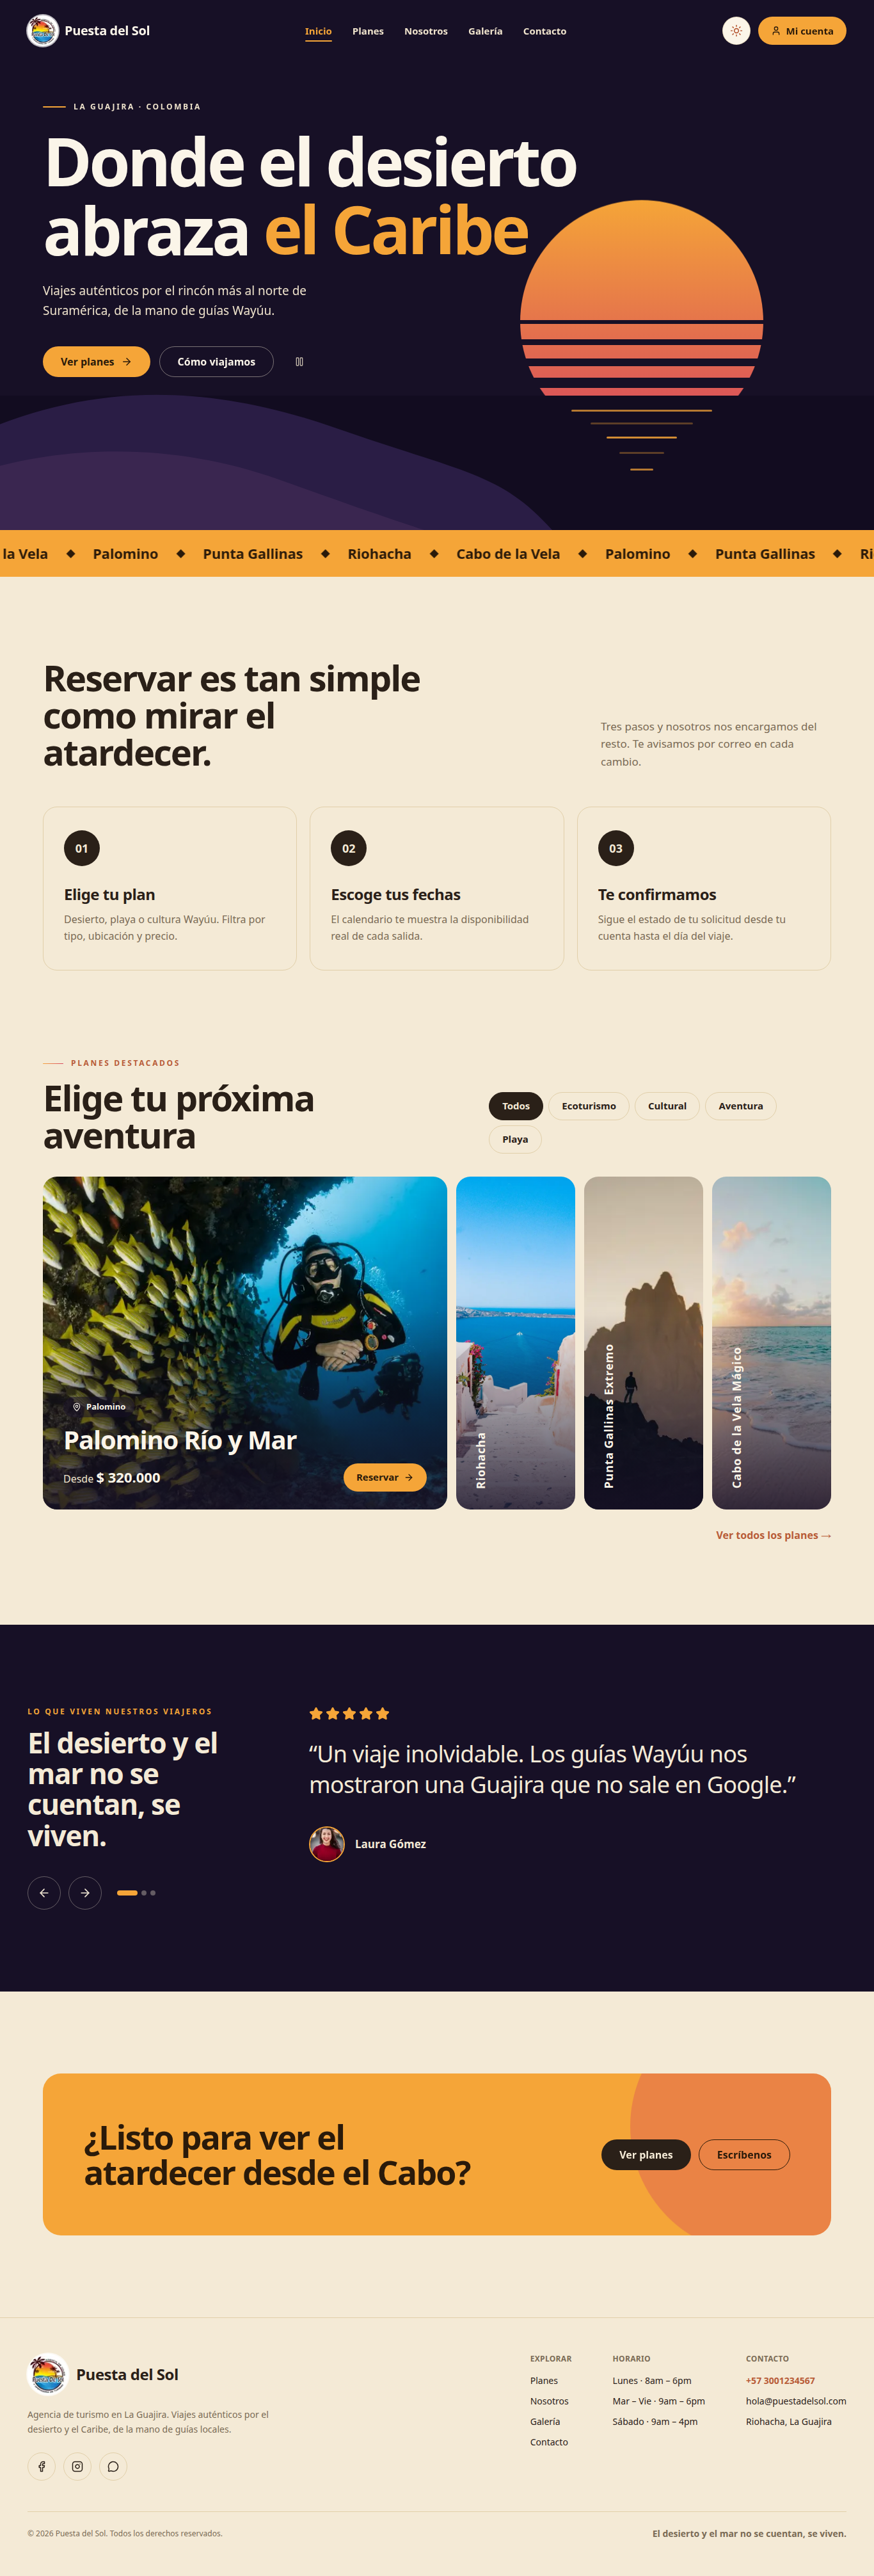 Puesta del Sol
Inicio
Planes
Nosotros
Galería
Contacto
Mi cuenta
LA GUAJIRA · COLOMBIA
Donde el desierto
abraza el Caribe
Viajes auténticos por el rincón más al norte de
Suramérica, de la mano de guías Wayúu.
Ver planes →
Cómo viajamos
la Vela ◆ Palomino ◆ Punta Gallinas ◆ Riohacha ◆ Cabo de la Vela ◆ Palomino ◆ Punta Gallinas ◆ Ri
Reservar es tan simple
como mirar el
atardecer.
Tres pasos y nosotros nos encargamos del
resto. Te avisamos por correo en cada
cambio.
01
Elige tu plan
Desierto, playa o cultura Wayúu. Filtra por
tipo, ubicación y precio.
02
Escoge tus fechas
El calendario te muestra la disponibilidad
real de cada salida.
03
Te confirmamos
Sigue el estado de tu solicitud desde tu
cuenta hasta el día del viaje.
PLANES DESTACADOS
Elige tu próxima
aventura
Todos
Ecoturismo
Cultural
Aventura
Playa
Palomino
Palomino Río y Mar
Desde $ 320.000
Reservar →
Riohacha
Punta Gallinas Extremo
Cabo de la Vela Mágico
Ver todos los planes →
LO QUE VIVEN NUESTROS VIAJEROS
El desierto y el
mar no se
cuentan, se
viven.
“Un viaje inolvidable. Los guías Wayúu nos
mostraron una Guajira que no sale en Google.”
Laura Gómez
¿Listo para ver el
atardecer desde el Cabo?
Ver planes
Escríbenos
Puesta del Sol
Agencia de turismo en La Guajira. Viajes auténticos por el
desierto y el Caribe, de la mano de guías locales.
EXPLORAR
Planes
Nosotros
Galería
Contacto
HORARIO
Lunes · 8am – 6pm
Mar – Vie · 9am – 6pm
Sábado · 9am – 4pm
CONTACTO
+57 3001234567
hola@puestadelsol.com
Riohacha, La Guajira
© 2026 Puesta del Sol. Todos los derechos reservados.
El desierto y el mar no se cuentan, se viven.